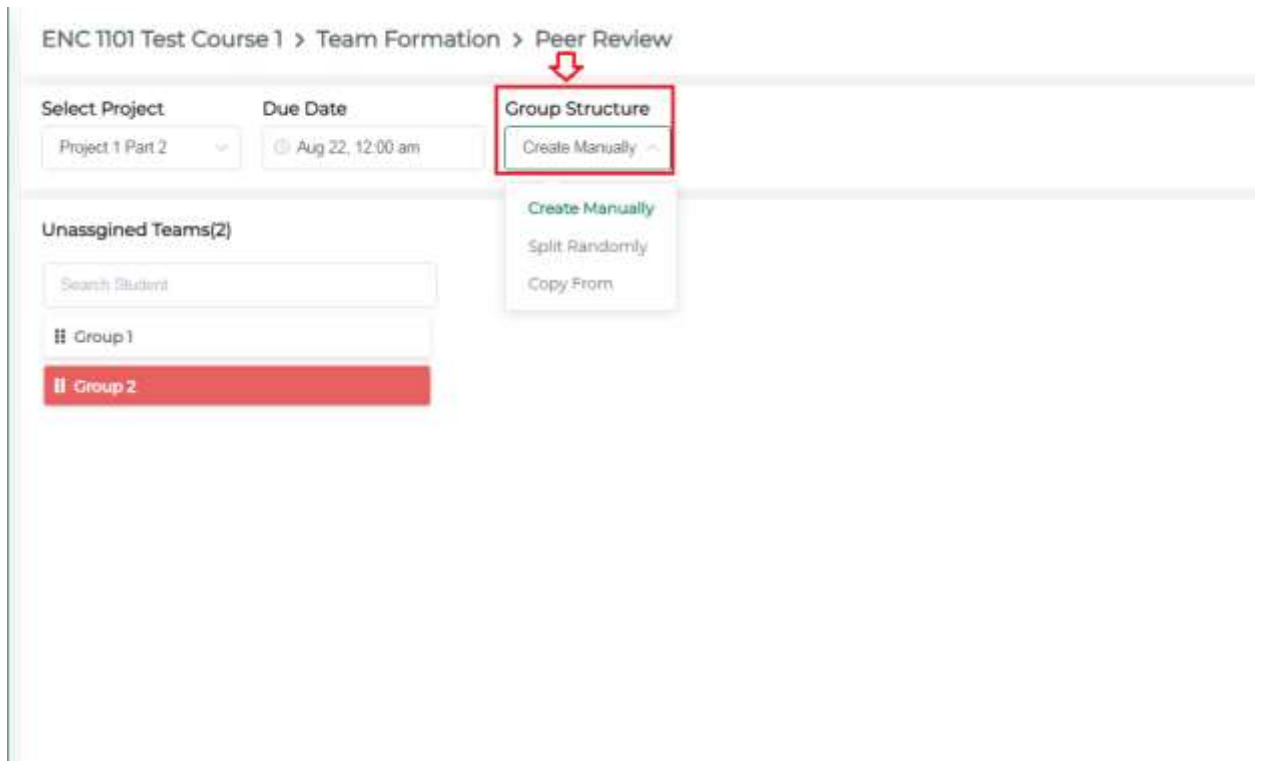 ENC 1101 Test Course 1 > Team Formation > Peer Review
Select Project
Due Date
Group Structure
Project 1 Part 2
Aug 22, 12:00 am
Create Manually
Create Manually
Split Randomly
Copy From
Unassgined Teams(2)
Search Student
Group 1
Group 2